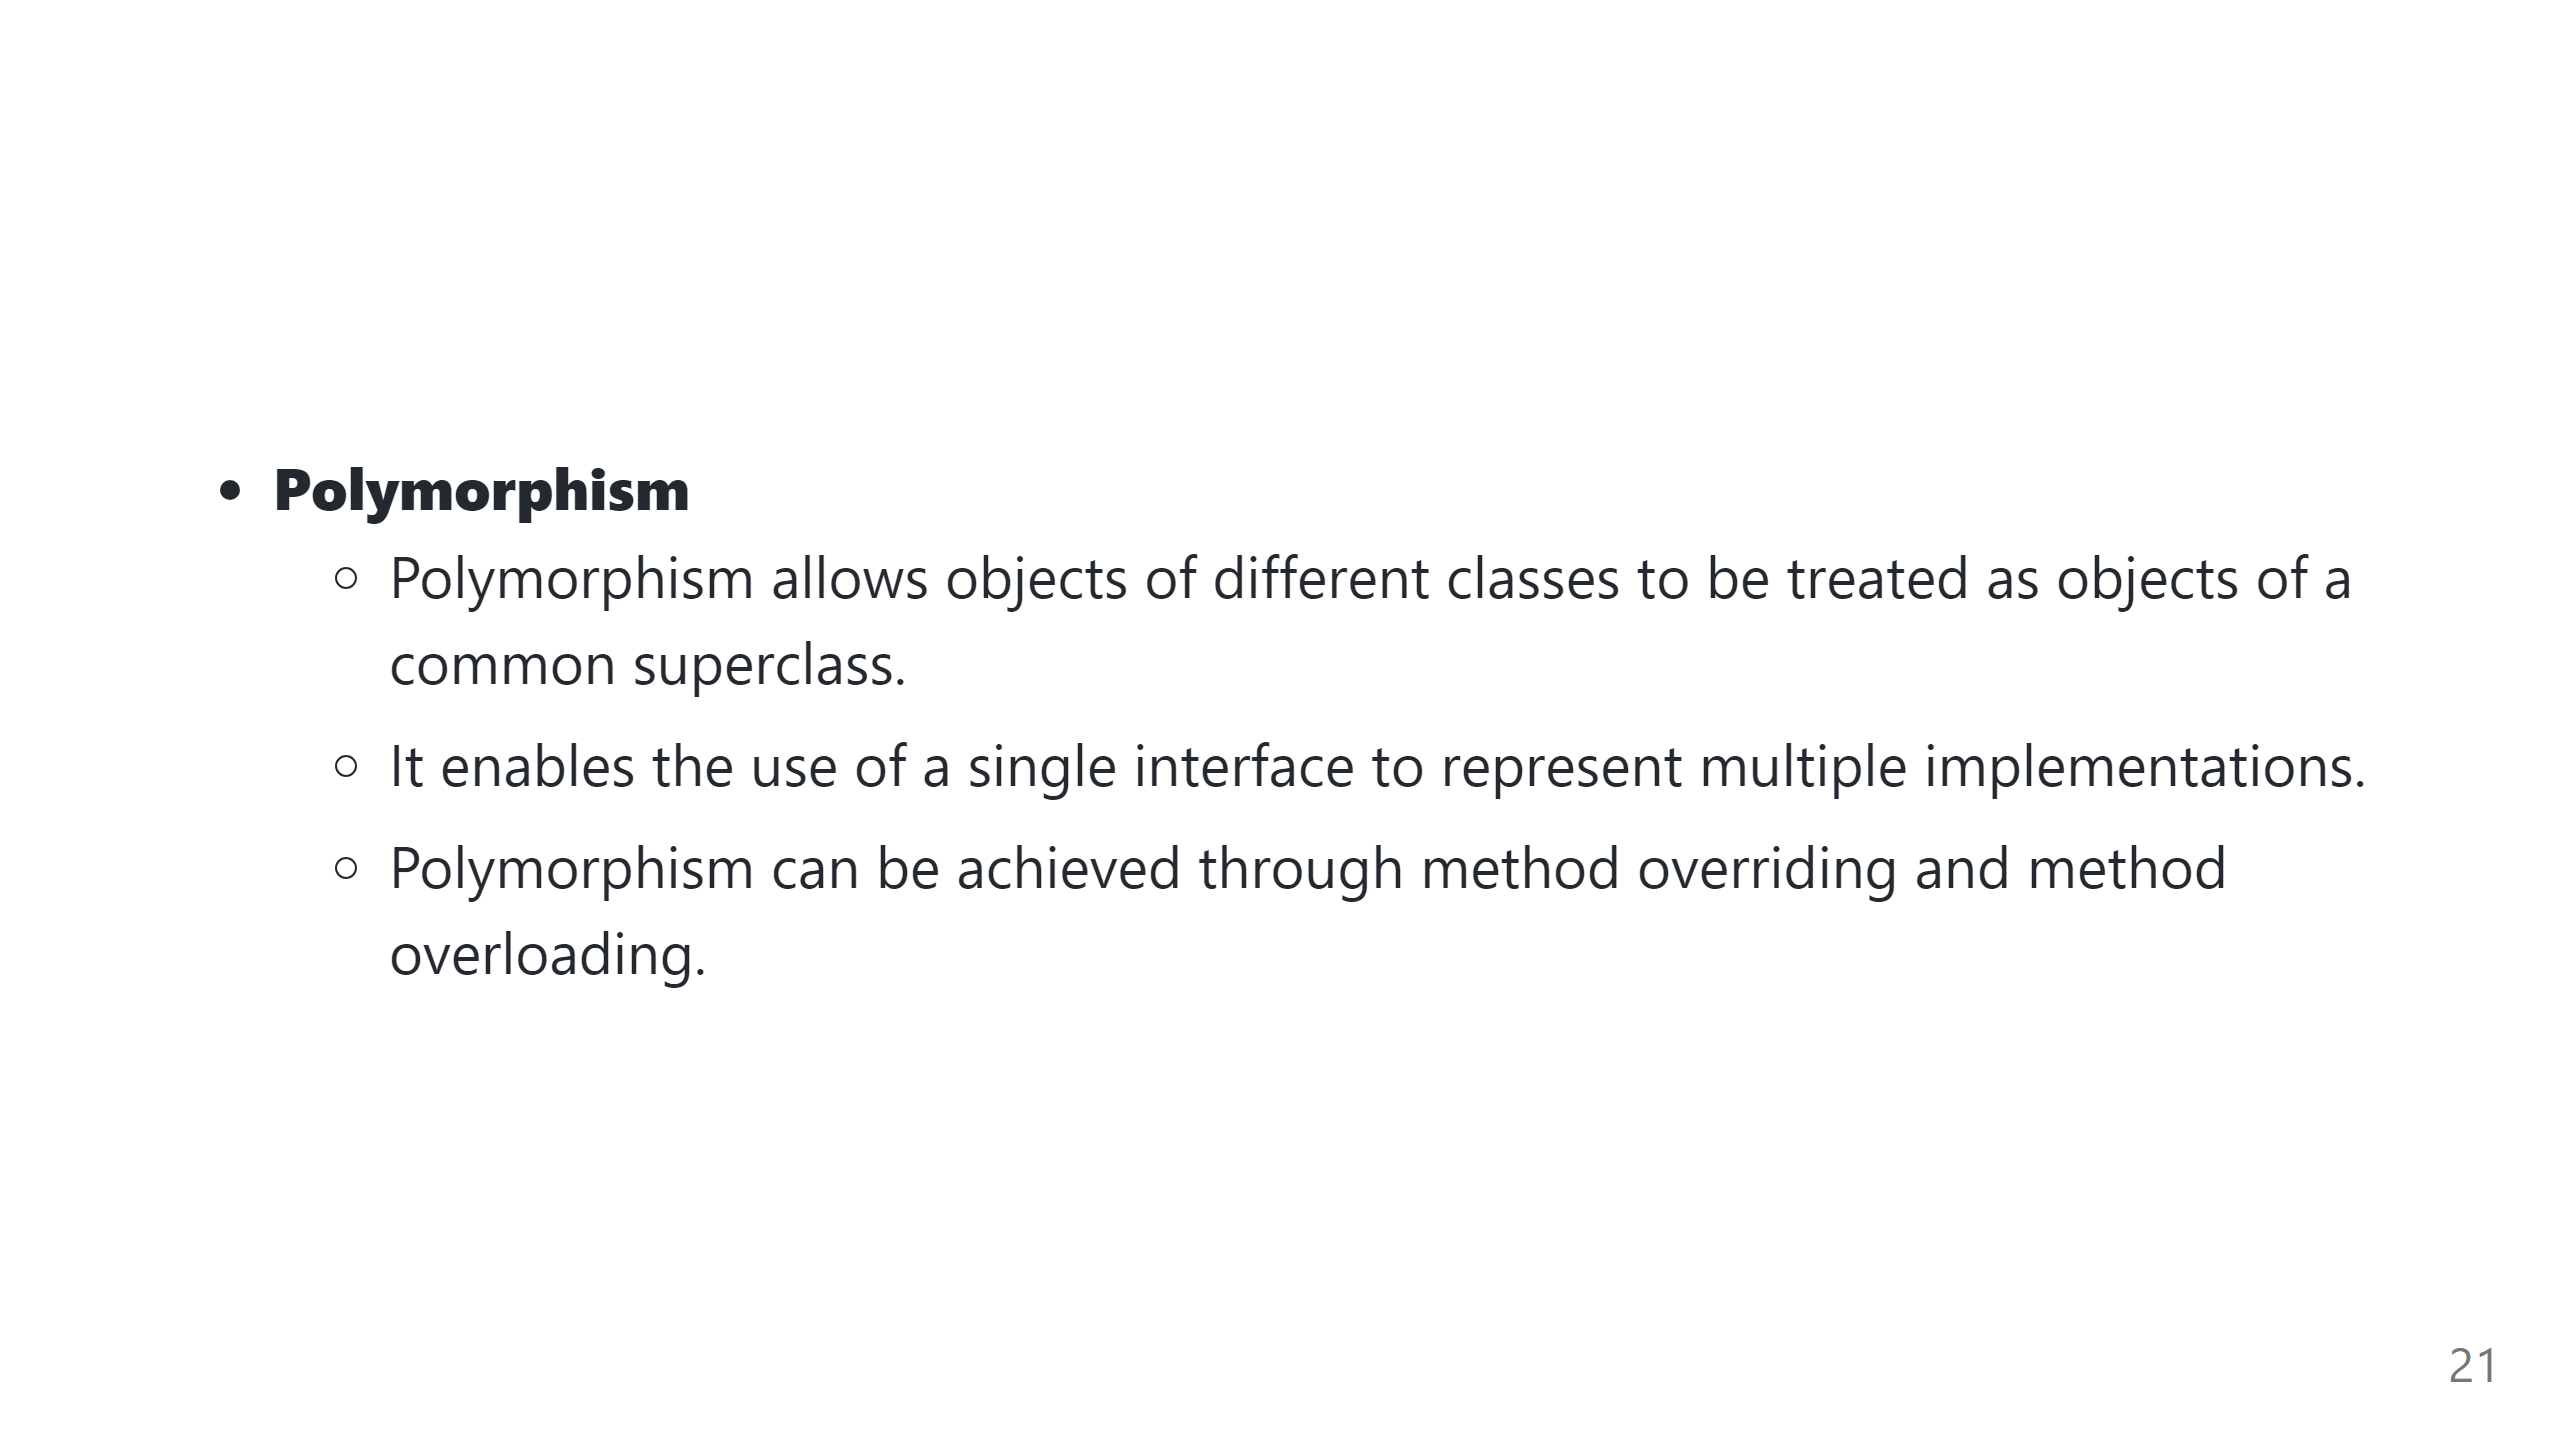 • Polymorphism
○ Polymorphism allows objects of different classes to be treated as objects of a
common superclass.
○ It enables the use of a single interface to represent multiple implementations.
○ Polymorphism can be achieved through method overriding and method
overloading.
21